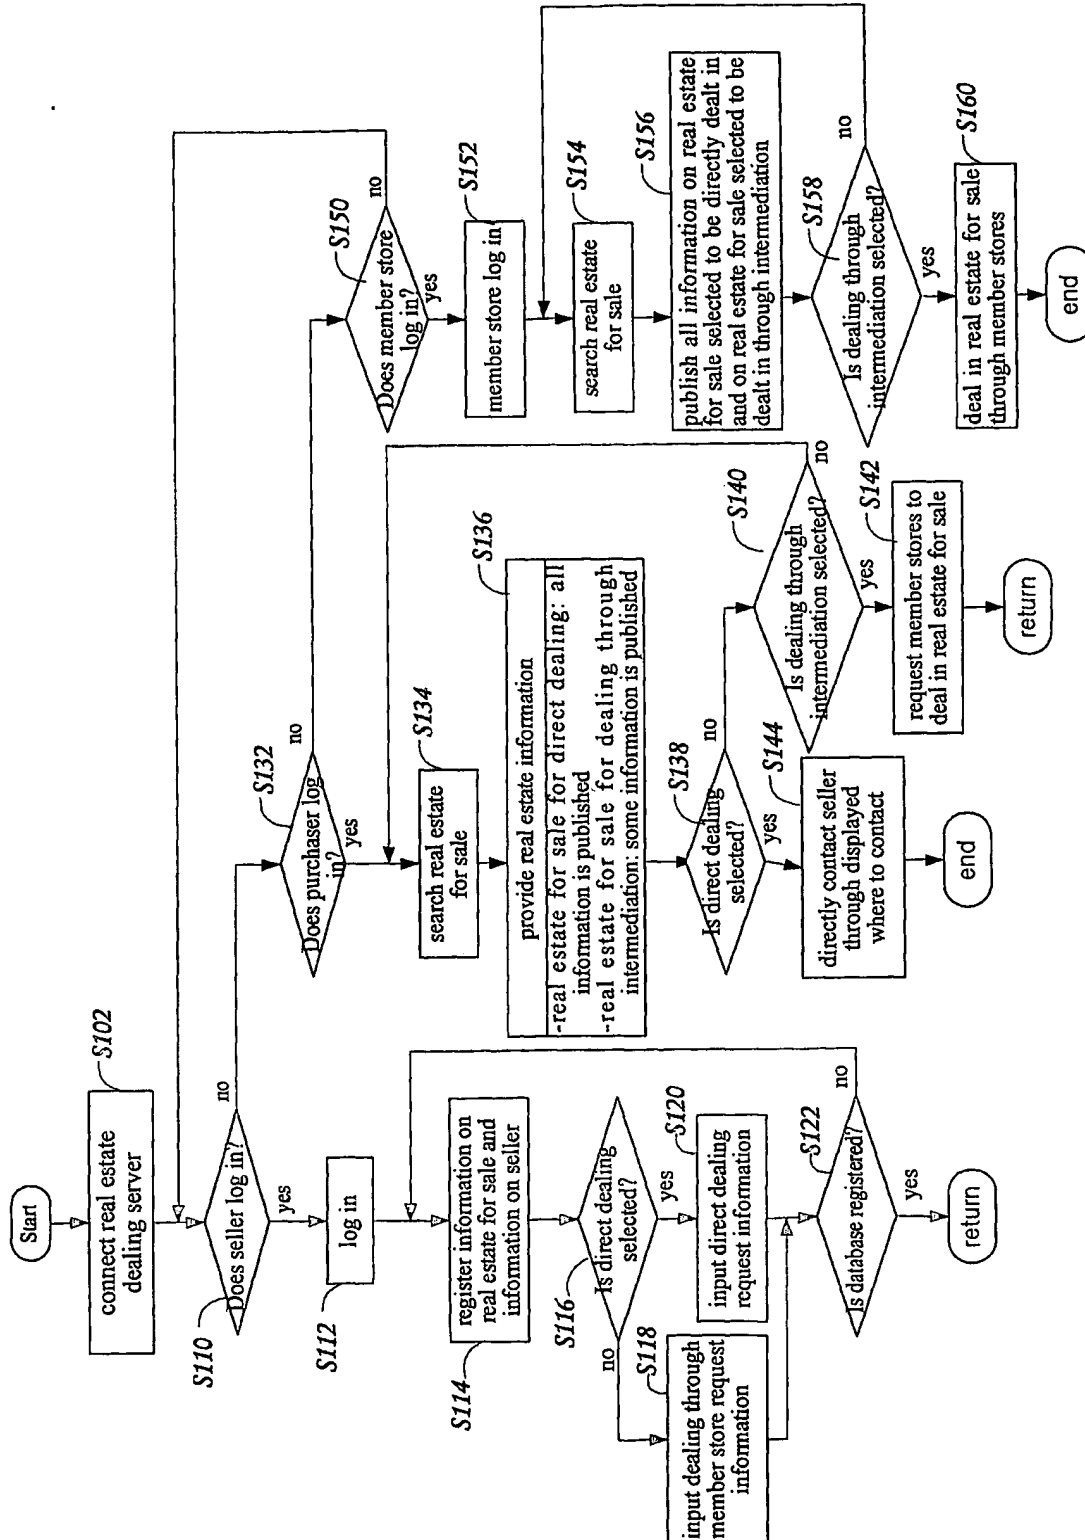 Start
S102
connect real estate
dealing server
S110
Does seller log in?
no
yes
S112
log in
S114
register information on
real estate for sale and
information on seller
S116
Is direct dealing
selected?
no
yes
S118
input dealing through
member store request
information
S120
input direct dealing
request information
S122
Is database registered?
no
yes
return
S132
Does purchaser log
in?
no
yes
S134
search real estate
for sale
S136
provide real estate information
-real estate for sale for direct dealing: all
information is published
-real estate for sale for dealing through
intermediation: some information is published
S138
Is direct dealing
selected?
no
yes
S144
directly contact seller
through displayed
where to contact
end
S140
Is dealing through
intermediation selected?
no
yes
S142
request member stores to
deal in real estate for sale
return
S150
Does member store
log in?
no
yes
S152
member store log in
S154
search real estate
for sale
S156
publish all information on real estate
for sale selected to be directly dealt in
and on real estate for sale selected to be
dealt in through intermediation
S158
Is dealing through
intermediation selected?
no
yes
S160
deal in real estate for sale
through member stores
end